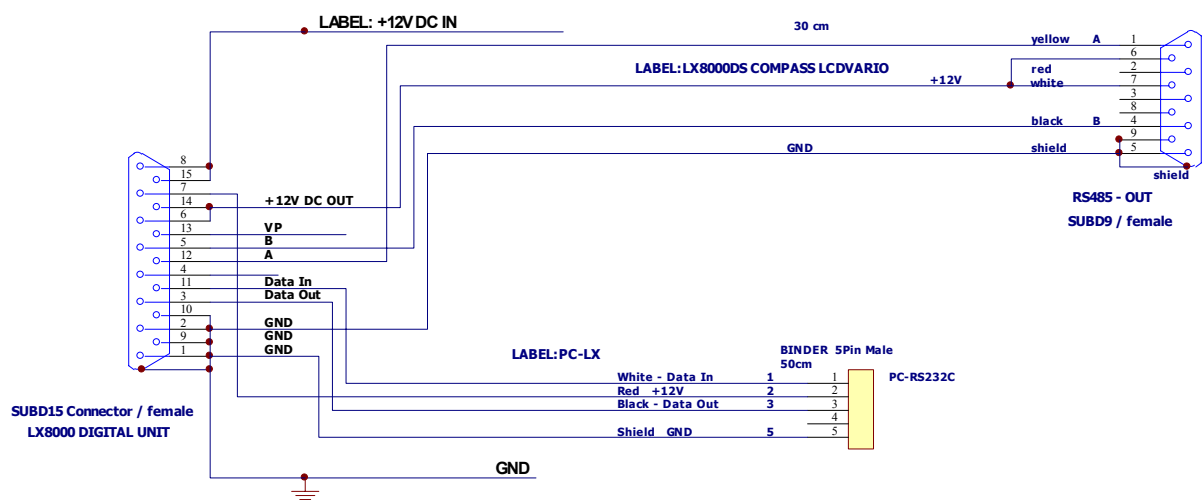 LABEL: +12V DC IN
30 cm
yellow A 1
6
LABEL:LX8000DS COMPASS LCDVARIO
red 2
+12V white 7
3
8
black B 4
9
GND shield 5
shield
RS485 - OUT
SUBD9 / female
8
15
7
14 +12V DC OUT
6
13 VP
5 B
12 A
4
11 Data In
3 Data Out
10
2 GND
9 GND
1 GND
SUBD15 Connector / female
LX8000 DIGITAL UNIT
LABEL:PC-LX
BINDER 5Pin Male
50cm
PC-RS232C
White - Data In 1 1
Red +12V 2 2
Black - Data Out 3 3
4
Shield GND 5 5
GND